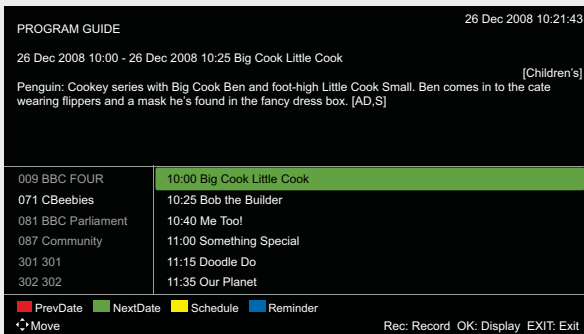 PROGRAM GUIDE
26 Dec 2008 10:21:43
26 Dec 2008 10:00 - 26 Dec 2008 10:25 Big Cook Little Cook
[Children's]
Penguin: Cookey series with Big Cook Ben and foot-high Little Cook Small. Ben comes in to the cate
wearing flippers and a mask he's found in the fancy dress box. [AD,S]
009 BBC FOUR
10:00 Big Cook Little Cook
071 CBeebies
10:25 Bob the Builder
081 BBC Parliament
10:40 Me Too!
087 Community
11:00 Something Special
301 301
11:15 Doodle Do
302 302
11:35 Our Planet
PrevDate NextDate Schedule Reminder
Move
Rec: Record OK: Display EXIT: Exit